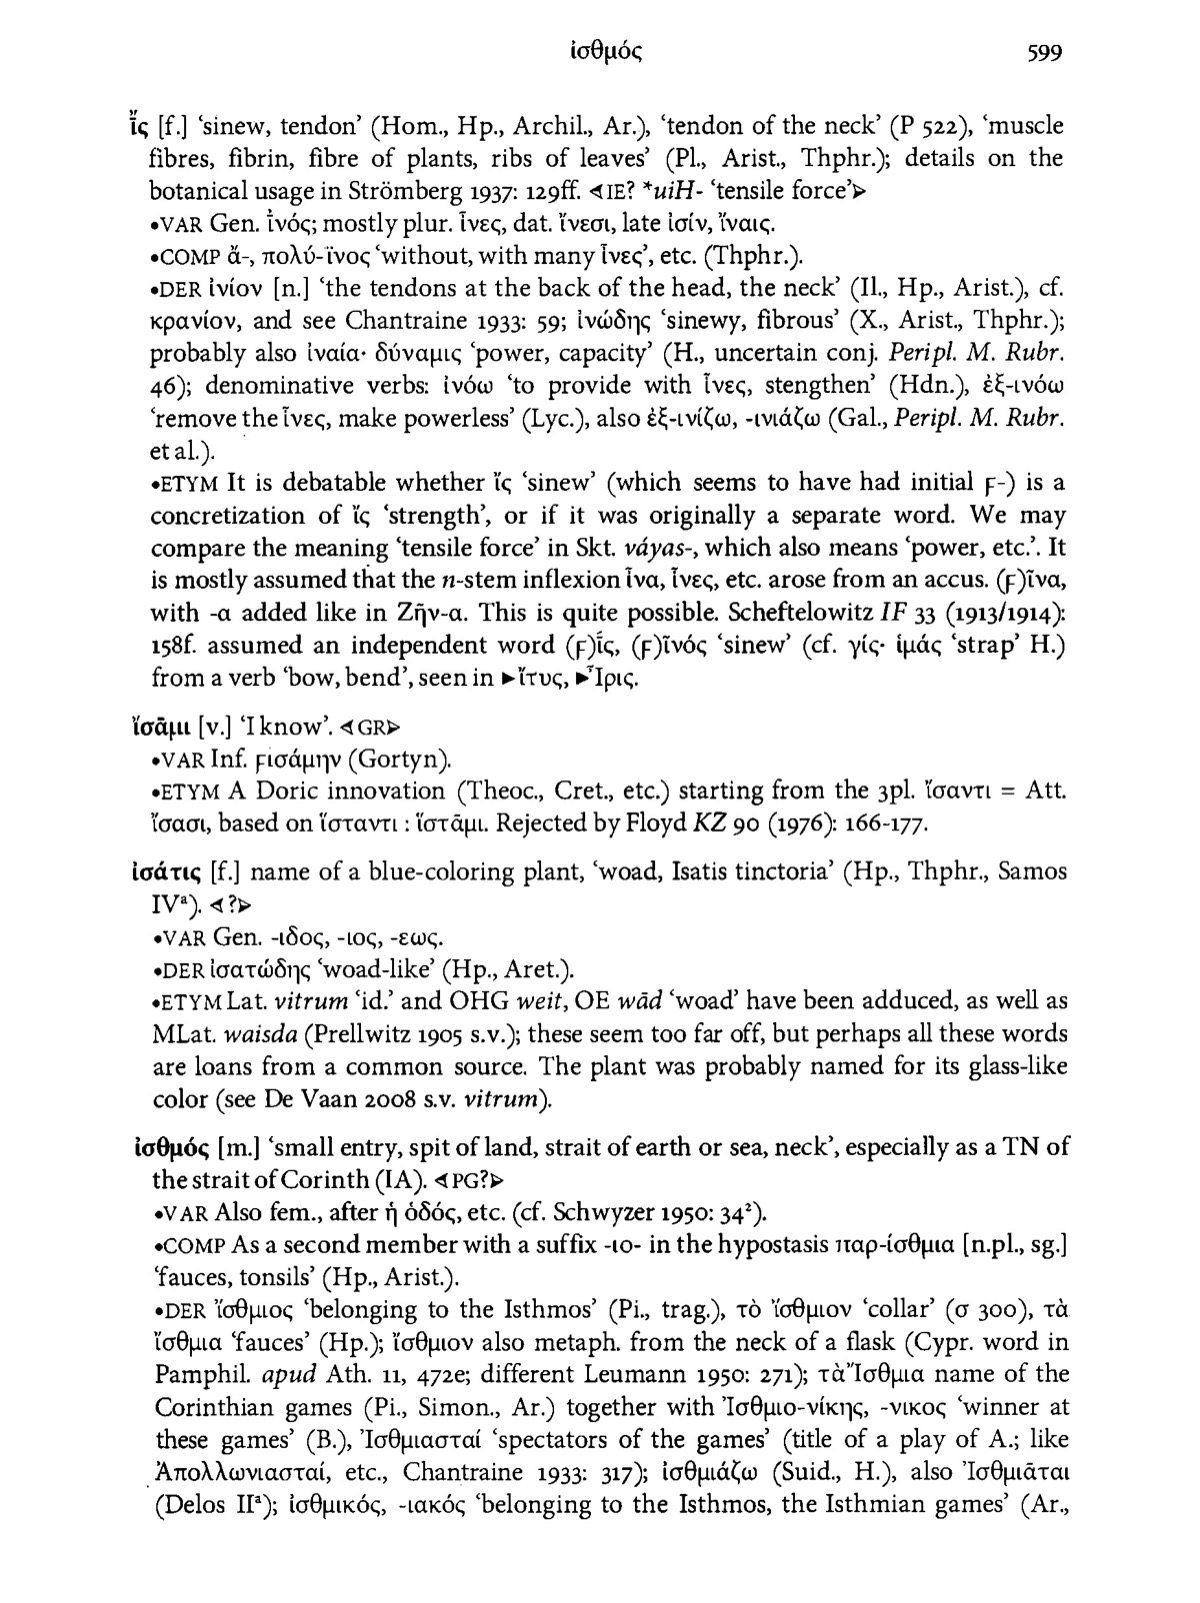 ἰσθμός 599
ἴ̄ς [f.] ‘sinew, tendon’ (Hom., Hp., Archil., Ar.), ‘tendon of the neck’ (P 522), ‘muscle
fibres, fibrin, fibre of plants, ribs of leaves’ (Pl., Arist., Thphr.); details on the
botanical usage in Strömberg 1937: 129ff. ⋖IE? *uiH- ‘tensile force’⋗
•VAR Gen. ἰ̄νός; mostly plur. ἶνες, dat. ἴνεσι, late ἰσίν, ἴναις.
•COMP ἄ-, πολύ-ϊνος ‘without, with many ἶνες’, etc. (Thphr.).
•DER ἰνίον [n.] ‘the tendons at the back of the head, the neck’ (Il., Hp., Arist.), cf.
κρανίον, and see Chantraine 1933: 59; ἰνώδης ‘sinewy, fibrous’ (X., Arist., Thphr.);
probably also ἰναία· δύναμις ‘power, capacity’ (H., uncertain conj. Peripl. M. Rubr.
46); denominative verbs: ἰνόω ‘to provide with ἶνες, stengthen’ (Hdn.), ἐξ-ινόω
‘remove the ἶνες, make powerless’ (Lyc.), also ἐξ-ινίζω, -ινιάζω (Gal., Peripl. M. Rubr.
et al.).
•ETYM It is debatable whether ἴς ‘sinew’ (which seems to have had initial ϝ-) is a
concretization of ἴς ‘strength’, or if it was originally a separate word. We may
compare the meaning ‘tensile force’ in Skt. váyas-, which also means ‘power, etc.’. It
is mostly assumed that the n-stem inflexion ἶνα, ἶνες, etc. arose from an accus. (ϝ)ῖνα,
with -α added like in Ζῆν-α. This is quite possible. Scheftelowitz IF 33 (1913/1914):
158f. assumed an independent word (ϝ)ί̄ς, (ϝ)ῑνός ‘sinew’ (cf. γίς· ἱμάς ‘strap’ H.)
from a verb ‘bow, bend’, seen in ►ἴτυς, ►Ἶρις.
ἴσᾱμι [v.] ‘I know’. ⋖GR⋗
•VAR Inf. ϝισάμην (Gortyn).
•ETYM A Doric innovation (Theoc., Cret., etc.) starting from the 3pl. ἴσαντι = Att.
ἴσασι, based on ἵσταντι : ἵστᾱμι. Rejected by Floyd KZ 90 (1976): 166-177.
ἰσάτις [f.] name of a blue-coloring plant, ‘woad, Isatis tinctoria’ (Hp., Thphr., Samos
IVᵃ). ⋖?⋗
•VAR Gen. -ιδος, -ιος, -εως.
•DER ἰσατώδης ‘woad-like’ (Hp., Aret.).
•ETYM Lat. vitrum ‘id.’ and OHG weit, OE wād ‘woad’ have been adduced, as well as
MLat. waisda (Prellwitz 1905 s.v.); these seem too far off, but perhaps all these words
are loans from a common source. The plant was probably named for its glass-like
color (see De Vaan 2008 s.v. vitrum).
ἰσθμός [m.] ‘small entry, spit of land, strait of earth or sea, neck’, especially as a TN of
the strait of Corinth (IA). ⋖PG?⋗
•VAR Also fem., after ἡ ὁδός, etc. (cf. Schwyzer 1950: 34²).
•COMP As a second member with a suffix -ιο- in the hypostasis παρ-ίσθμια [n.pl., sg.]
‘fauces, tonsils’ (Hp., Arist.).
•DER ἴσθμιος ‘belonging to the Isthmos’ (Pi., trag.), τὸ ἴσθμιον ‘collar’ (σ 300), τὰ
ἴσθμια ‘fauces’ (Hp.); ἴσθμιον also metaph. from the neck of a flask (Cypr. word in
Pamphil. apud Ath. 11, 472e; different Leumann 1950: 271); τὰ Ἴσθμια name of the
Corinthian games (Pi., Simon., Ar.) together with Ἰσθμιο-νίκης, -νικος ‘winner at
these games’ (B.), Ἰσθμιασταί ‘spectators of the games’ (title of a play of A.; like
Ἀπολλωνιασταί, etc., Chantraine 1933: 317); ἰσθμιάζω (Suid., H.), also Ἰσθμιᾶται
(Delos IIᵃ); ἰσθμικός, -ιακός ‘belonging to the Isthmos, the Isthmian games’ (Ar.,